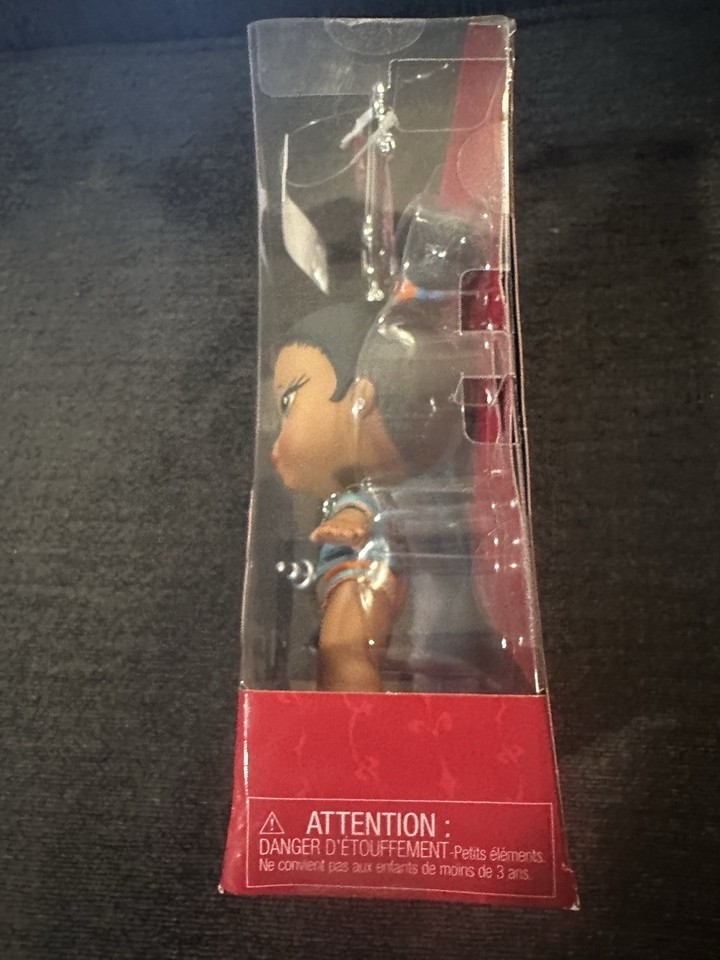 ATTENTION :
DANGER D'ÉTOUFFEMENT-Petits éléments.
Ne convient pas aux enfants de moins de 3 ans.